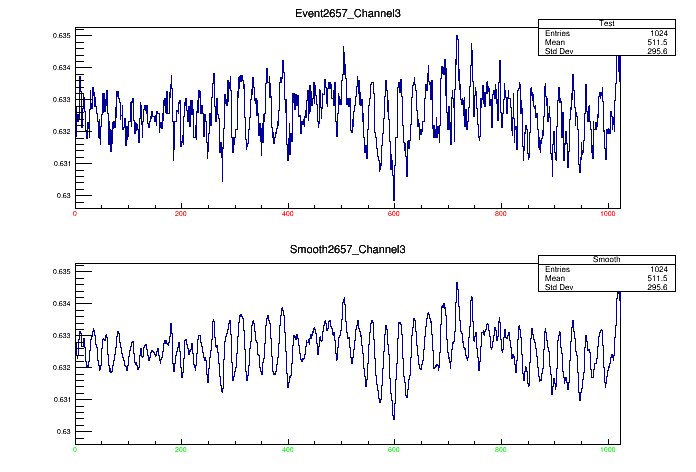 Event2657_Channel3
Test
Entries 1024
Mean 511.5
Std Dev 295.6
0.635
0.634
0.633
0.632
0.631
0.63
0 200 400 600 800 1000
Smooth2657_Channel3
Smooth
Entries 1024
Mean 511.5
Std Dev 295.6
0.635
0.634
0.633
0.632
0.631
0.63
0 200 400 600 800 1000